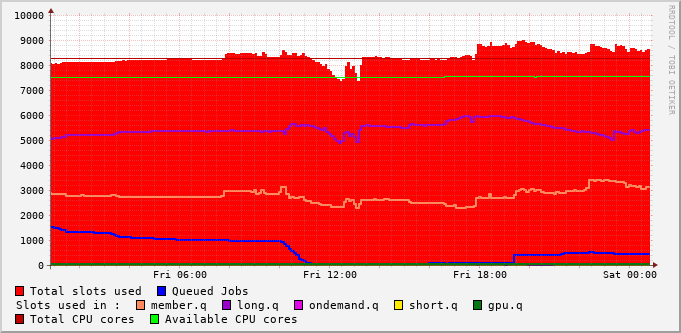 10000
9000
8000
7000
6000
5000
4000
3000
2000
1000
0
Fri 06:00 Fri 12:00 Fri 18:00 Sat 00:00
RRDTOOL / TOBI OETIKER
Total slots used Queued Jobs
Slots used in : member.q long.q ondemand.q short.q gpu.q
Total CPU cores Available CPU cores